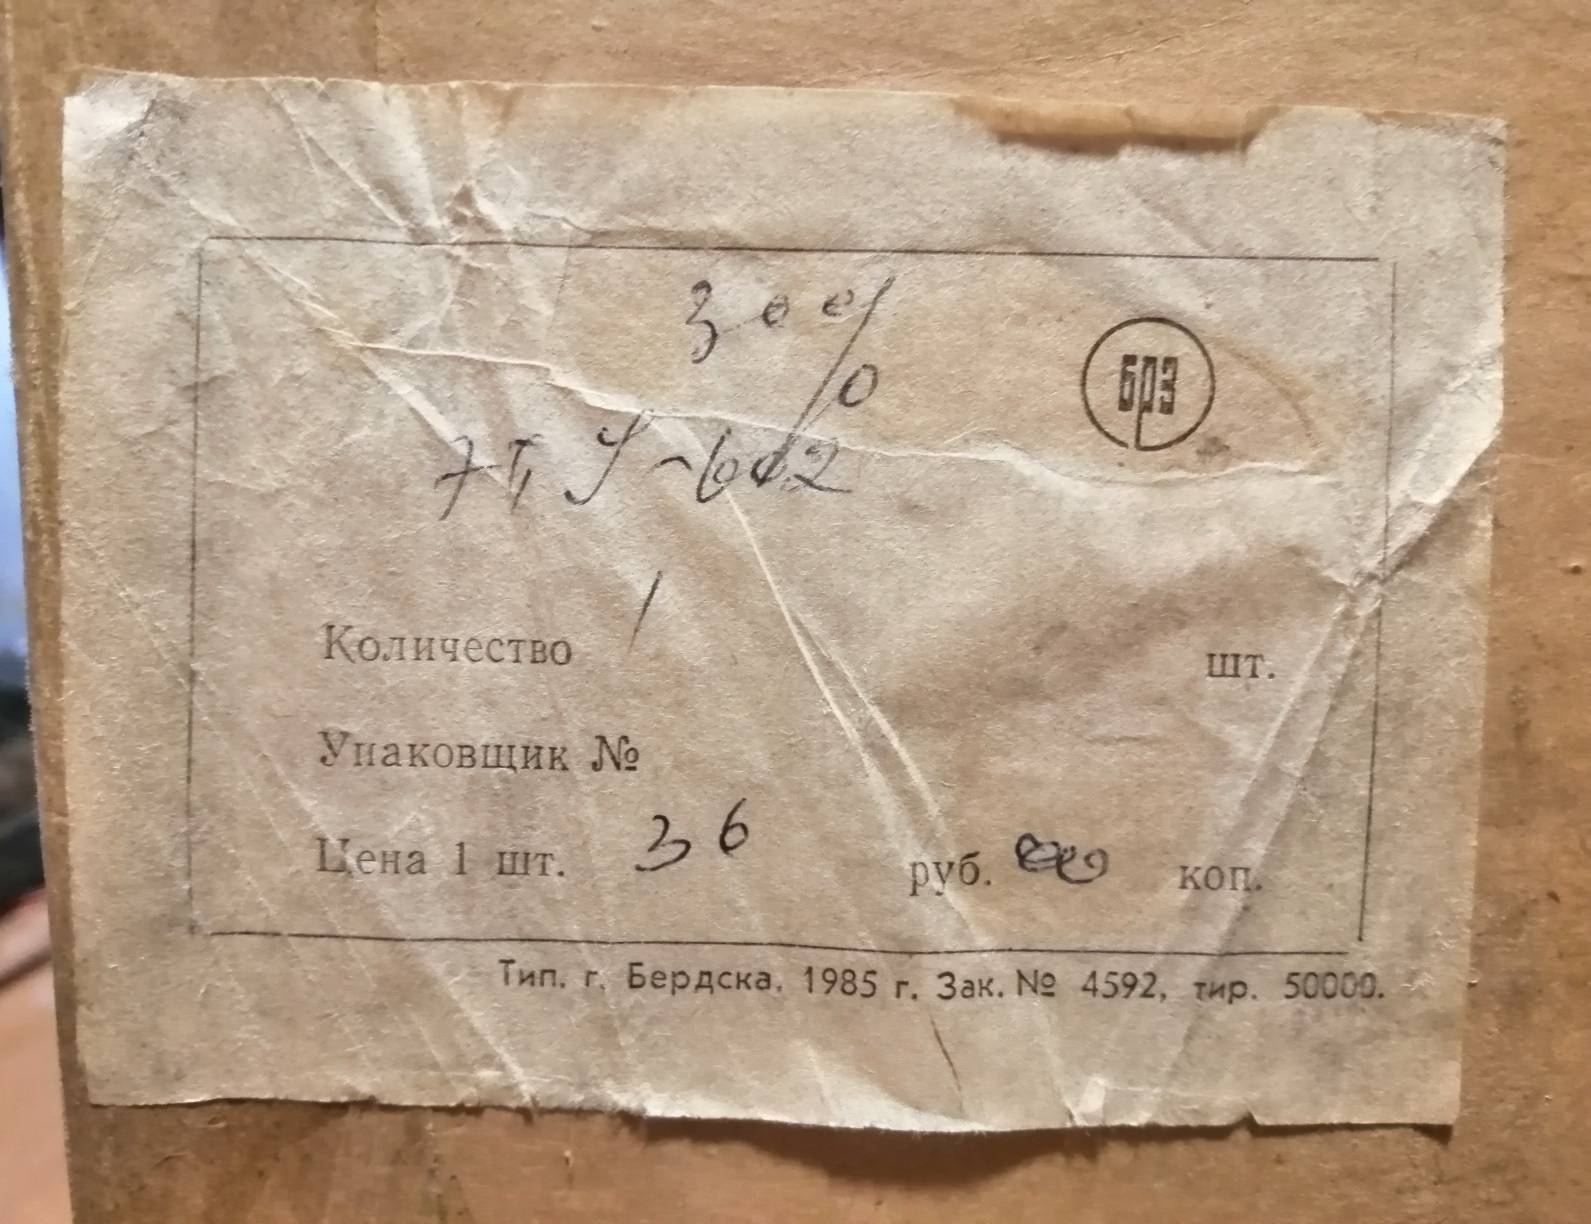 БРЗ
Количество 1 шт.
Упаковщик №
Цена 1 шт. 36 руб. коп.
Тип. г. Бердска, 1985 г. Зак. № 4592, тир. 50000.